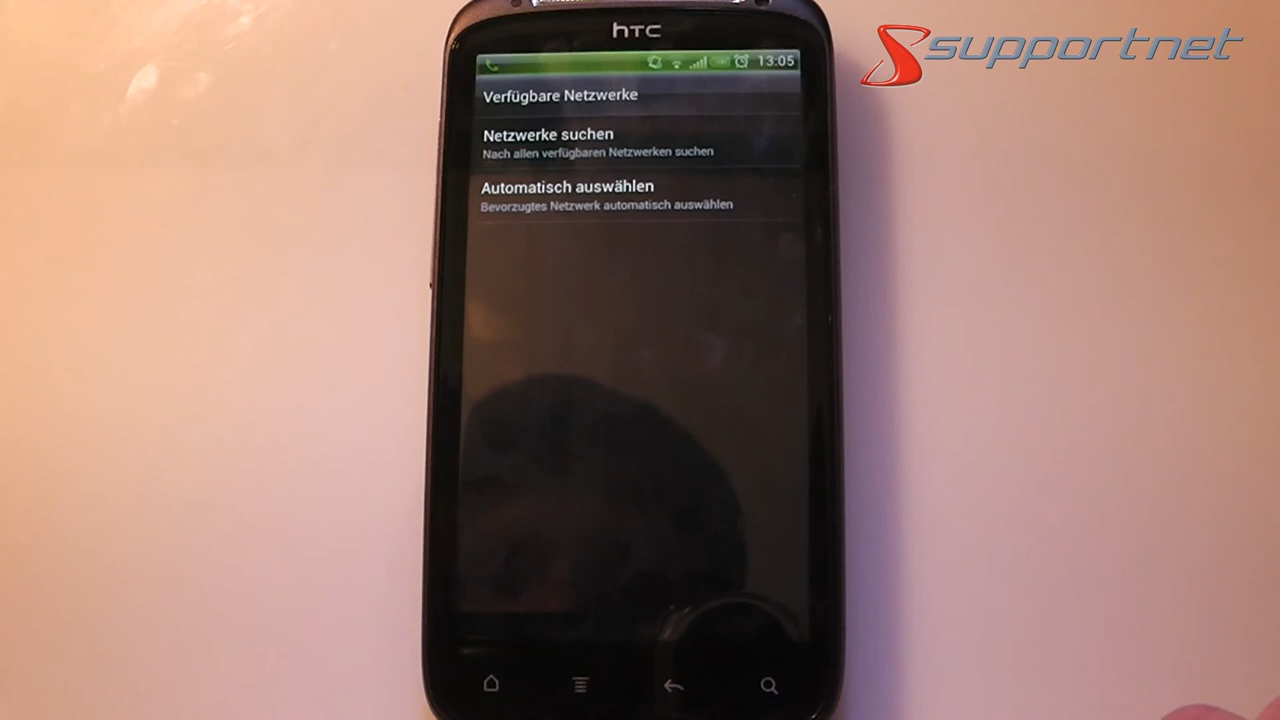 hTC
supportnet
13:05
Verfügbare Netzwerke
Netzwerke suchen
Nach allen verfügbaren Netzwerken suchen
Automatisch auswählen
Bevorzugtes Netzwerk automatisch auswählen